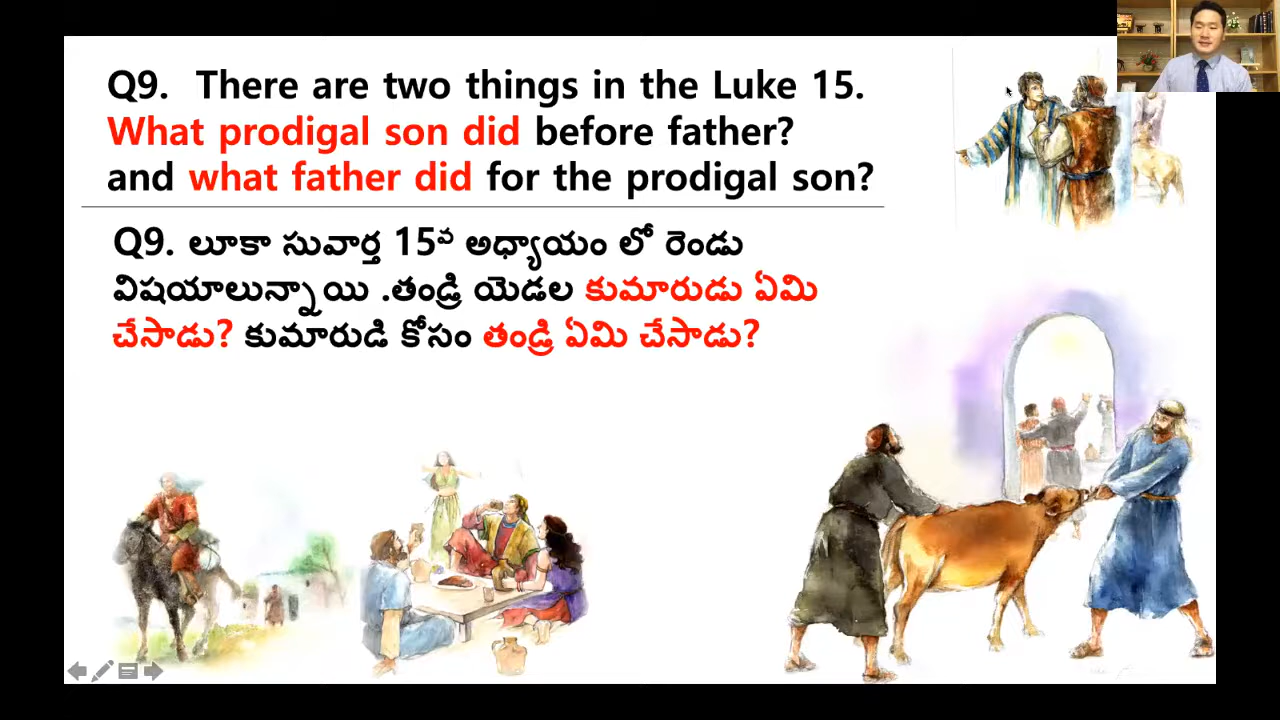 Q9. There are two things in the Luke 15.
What prodigal son did before father?
and what father did for the prodigal son?
Q9. లూకా సువార్త 15వ అధ్యాయం లో రెండు
విషయాలున్నాయి .తండ్రి యెడల కుమారుడు ఏమి
చేసాడు? కుమారుడి కోసం తండ్రి ఏమి చేసాడు?